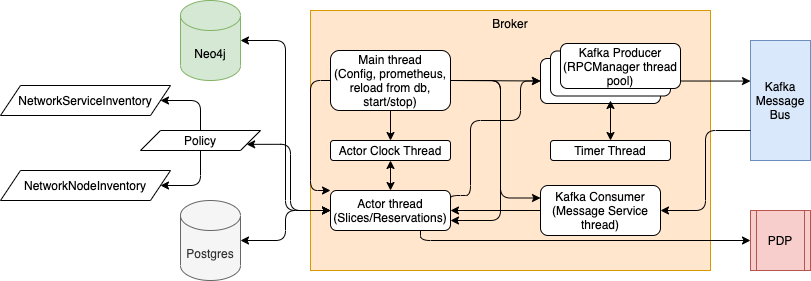 Broker
Neo4j
Main thread
(Config, prometheus,
reload from db,
start/stop)
Kafka Producer
(RPCManager thread
pool)
Kafka
Message
Bus
NetworkServiceInventory
Policy
Actor Clock Thread
Timer Thread
NetworkNodeInventory
Actor thread
(Slices/Reservations)
Kafka Consumer
(Message Service
thread)
Postgres
PDP